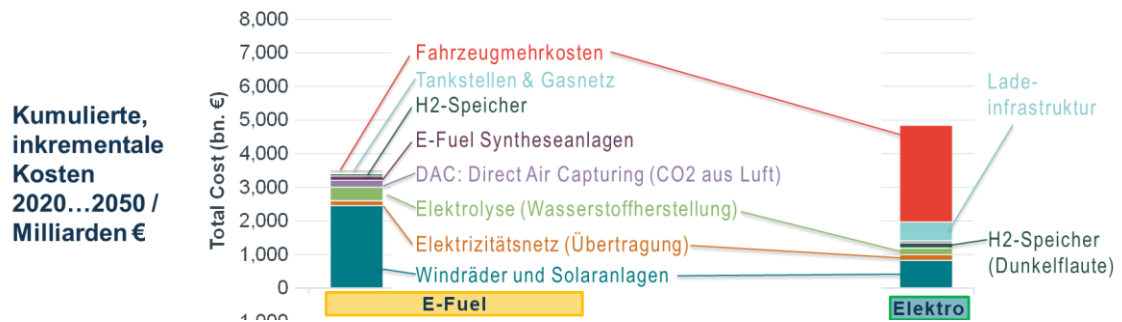 Kumulierte,
inkrementale
Kosten
2020...2050 /
Milliarden €
Total Cost (bn. €)
8,000
7,000
6,000
5,000
4,000
3,000
2,000
1,000
0
1,000
Fahrzeugmehrkosten
Tankstellen & Gasnetz
H2-Speicher
E-Fuel Syntheseanlagen
DAC: Direct Air Capturing (CO2 aus Luft)
Elektrolyse (Wasserstoffherstellung)
Elektrizitätsnetz (Übertragung)
Windräder und Solaranlagen
Lade-
infrastruktur
H2-Speicher
(Dunkelflaute)
E-Fuel
Elektro